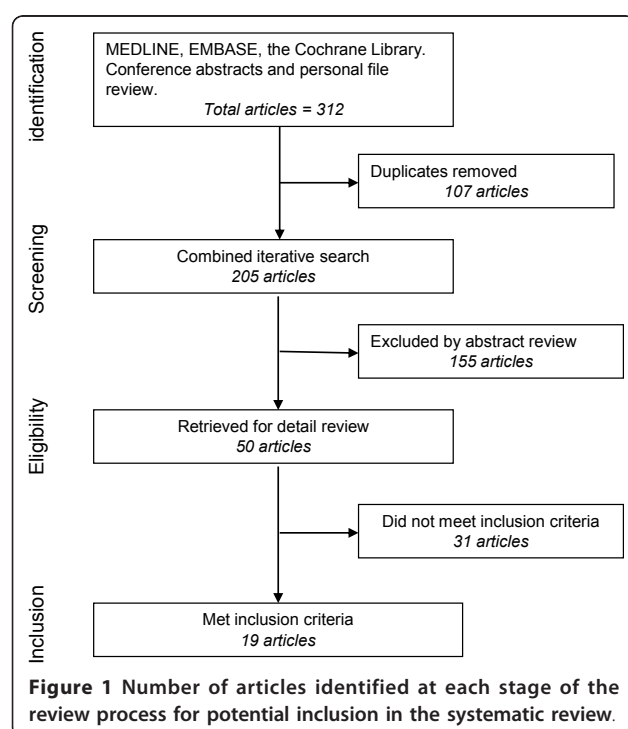 identification
MEDLINE, EMBASE, the Cochrane Library.
Conference abstracts and personal file
review.
Total articles = 312
Duplicates removed
107 articles
Screening
Combined iterative search
205 articles
Excluded by abstract review
155 articles
Eligibility
Retrieved for detail review
50 articles
Did not meet inclusion criteria
31 articles
Inclusion
Met inclusion criteria
19 articles
Figure 1 Number of articles identified at each stage of the
review process for potential inclusion in the systematic review.